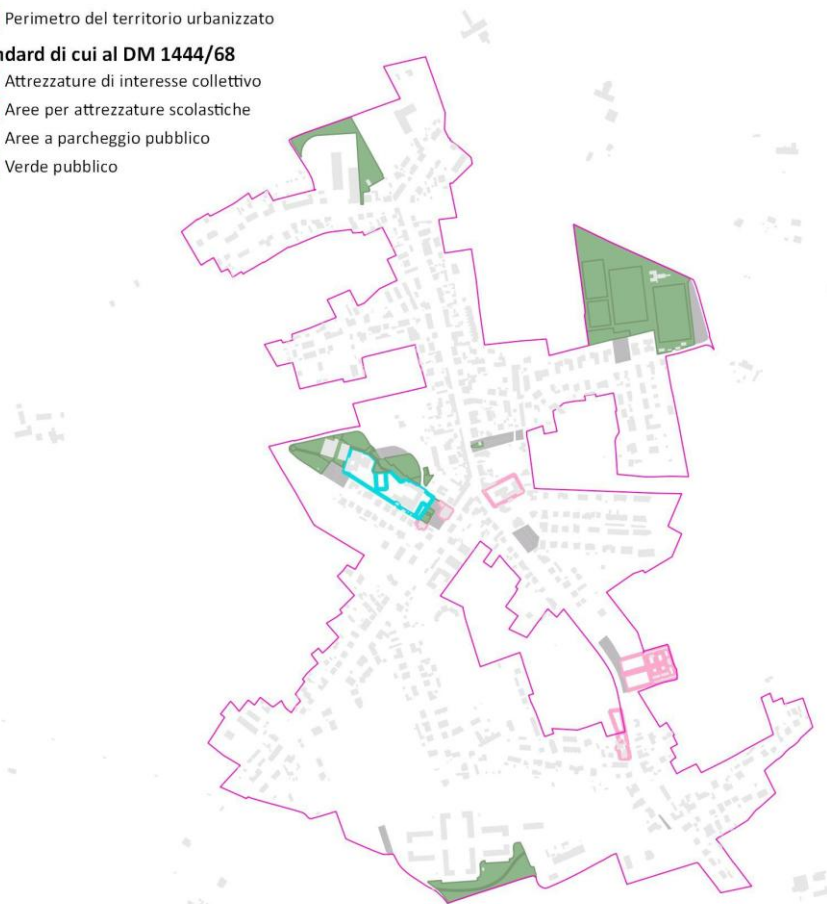 Perimetro del territorio urbanizzato
ndard di cui al DM 1444/68
Attrezzature di interesse collettivo
Aree per attrezzature scolastiche
Aree a parcheggio pubblico
Verde pubblico